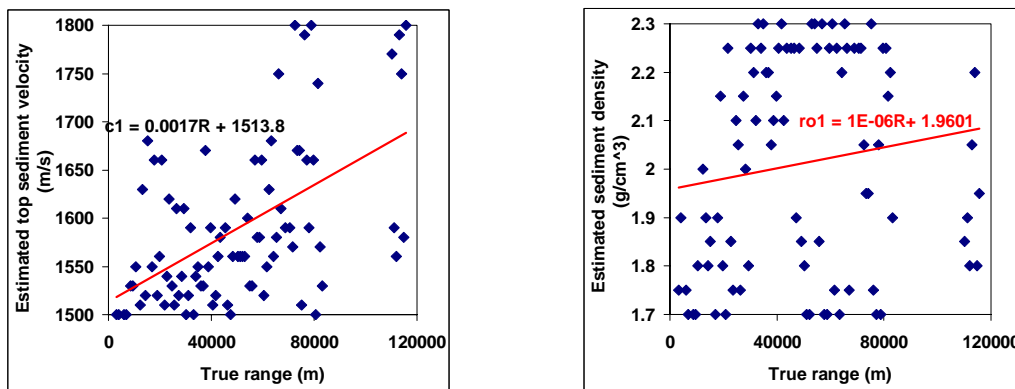 1800
1750
1700
1650
1600
1550
1500
Estimated top sediment velocity
(m/s)
c1 = 0.0017R + 1513.8
0
40000
80000
120000
True range (m)
2.3
2.2
2.1
2
1.9
1.8
1.7
Estimated sediment density
(g/cm^3)
ro1 = 1E-06R+ 1.9601
0
40000
80000
120000
True range (m)